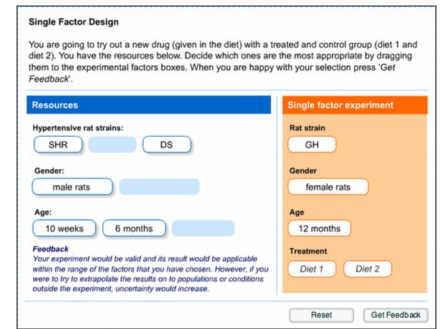 Single Factor Design
You are going to try out a new drug (given in the diet) with a treated and control group (diet 1 and
diet 2). You have the resources below. Decide which ones are the most appropriate by dragging
them to the experimental factors boxes. When you are happy with your selection press 'Get
Feedback'.
Resources
Hypertensive rat strains:
SHR DS
Gender:
male rats
Age:
10 weeks 6 months
Feedback
Your experiment would be valid and its result would be applicable
within the range of the factors that you have chosen. However, if you
were to try to extrapolate the results on to populations or conditions
outside the experiment, uncertainty would increase.
Single factor experiment
Rat strain
GH
Gender
female rats
Age
12 months
Treatment
Diet 1 Diet 2
Reset Get Feedback